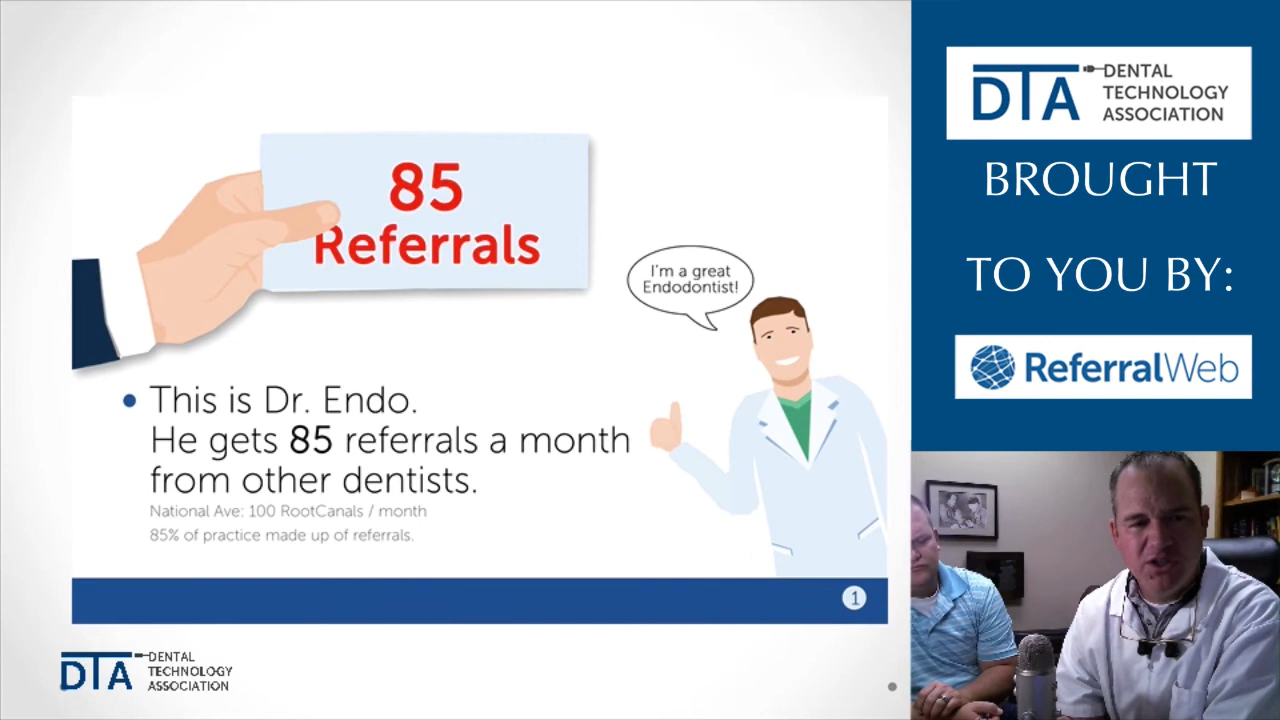 85
Referrals
I'm a great
Endodontist!
This is Dr. Endo.
He gets 85 referrals a month
from other dentists.
National Ave: 100 RootCanals / month
85% of practice made up of referrals.
1
DTA DENTAL
TECHNOLOGY
ASSOCIATION
DTA DENTAL
TECHNOLOGY
ASSOCIATION
BROUGHT
TO YOU BY:
ReferralWeb